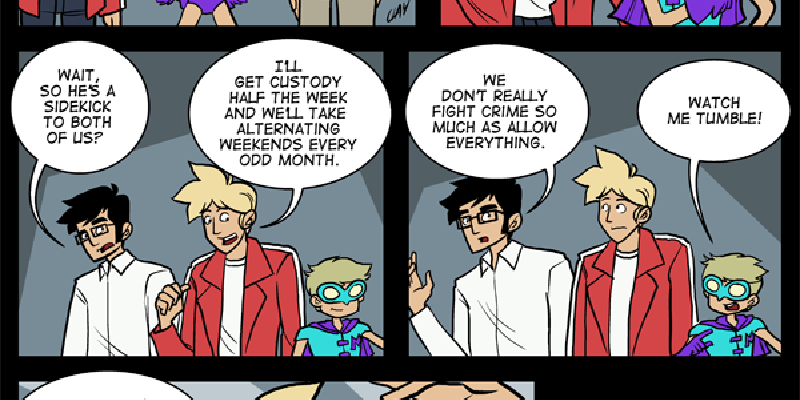 WAIT,
SO HE'S A
SIDEKICK
TO BOTH
OF US?
I'LL
GET CUSTODY
HALF THE WEEK
AND WE'LL TAKE
ALTERNATING
WEEKENDS EVERY
ODD MONTH.
WE
DON'T REALLY
FIGHT CRIME SO
MUCH AS ALLOW
EVERYTHING.
WATCH
ME TUMBLE!